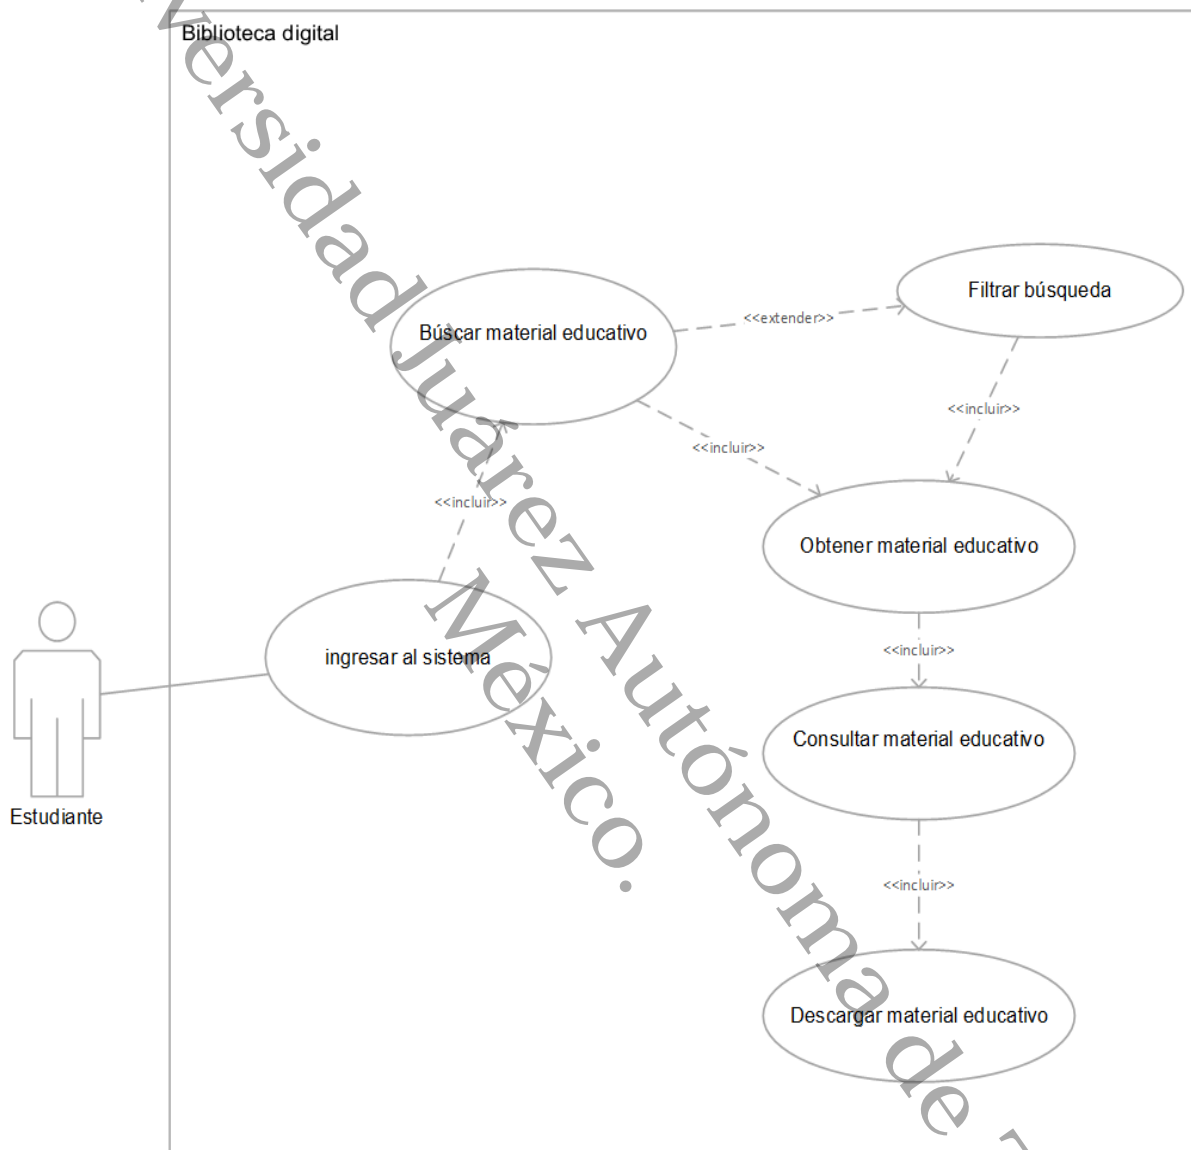 Biblioteca digital
Filtrar búsqueda
<<extender>>
Búscar material educativo
<<incluir>>
<<incluir>>
<<incluir>>
Obtener material educativo
<<incluir>>
ingresar al sistema
Consultar material educativo
Estudiante
<<incluir>>
Descargar material educativo
versidad Juárez Autónoma de
México.